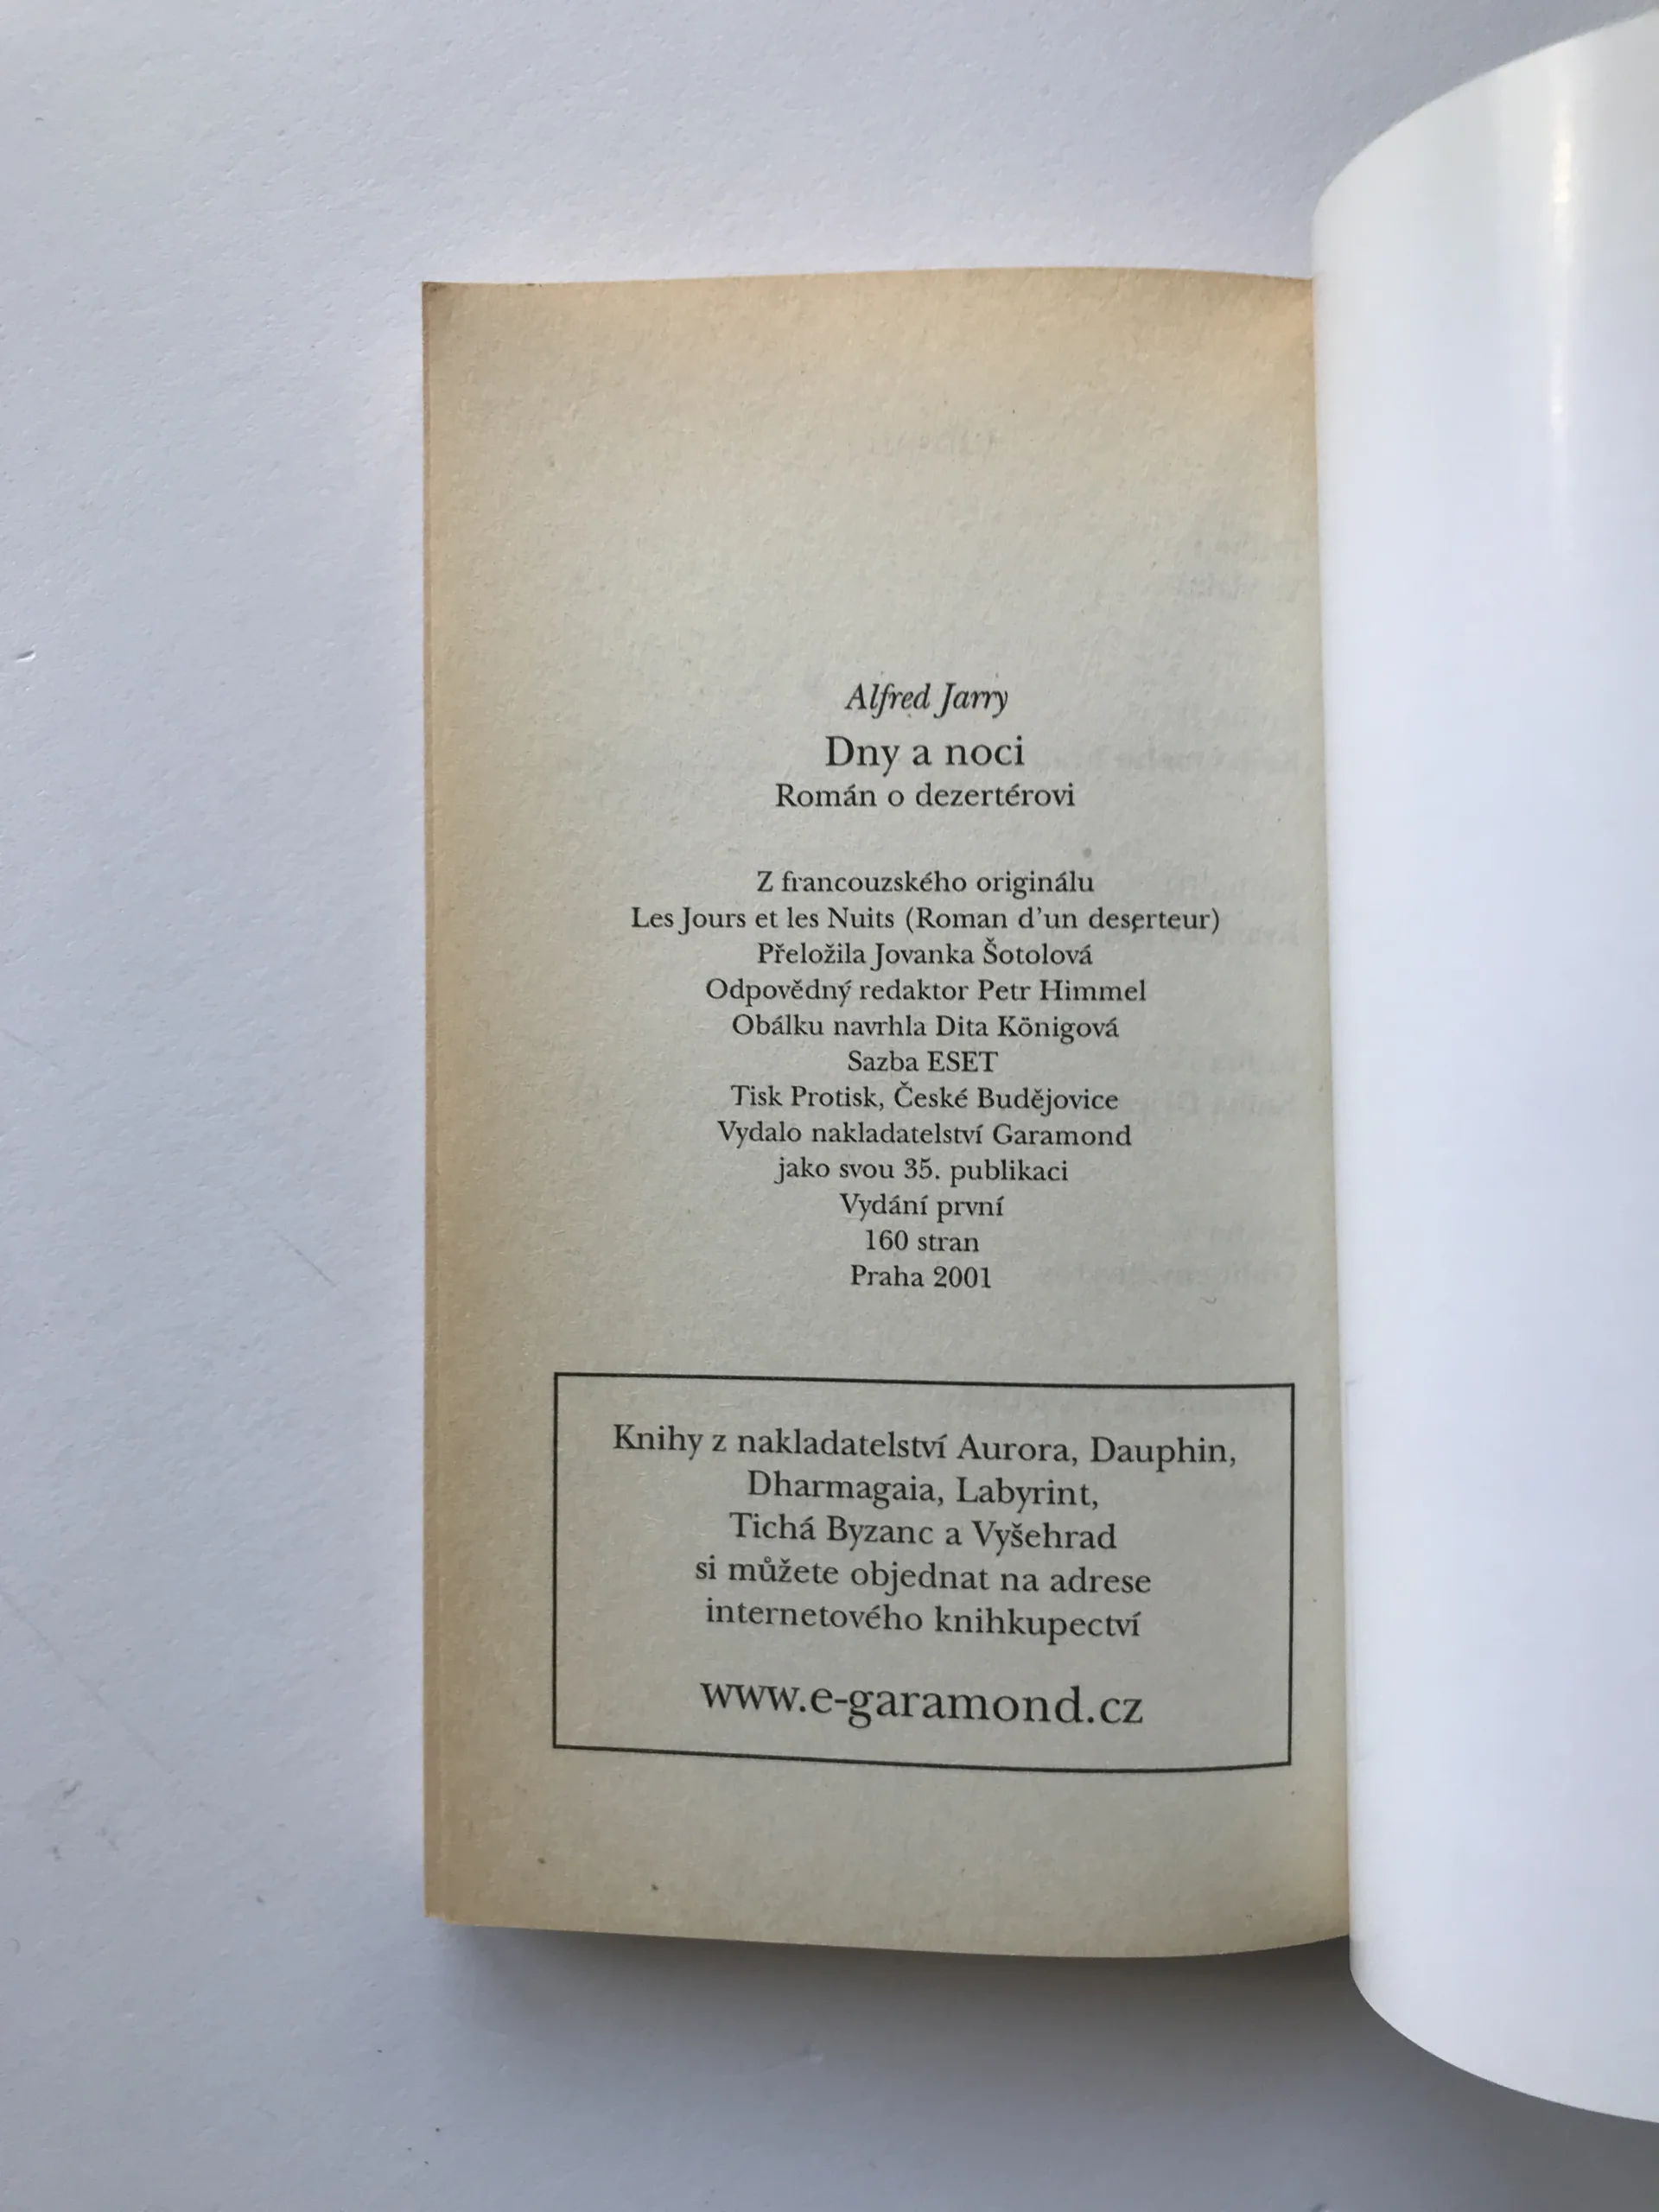 Alfred Jarry
Dny a noci
Román o dezertérovi
Z francouzského originálu
Les Jours et les Nuits (Roman d'un deserteur)
Přeložila Jovanka Šotolová
Odpovědný redaktor Petr Himmel
Obálku navrhla Dita Königová
Sazba ESET
Tisk Protisk, České Budějovice
Vydalo nakladatelství Garamond
jako svou 35. publikaci
Vydání první
160 stran
Praha 2001
Knihy z nakladatelství Aurora, Dauphin,
Dharmagaia, Labyrint,
Tichá Byzanc a Vyšehrad
si můžete objednat na adrese
internetového knihkupectví
www.e-garamond.cz